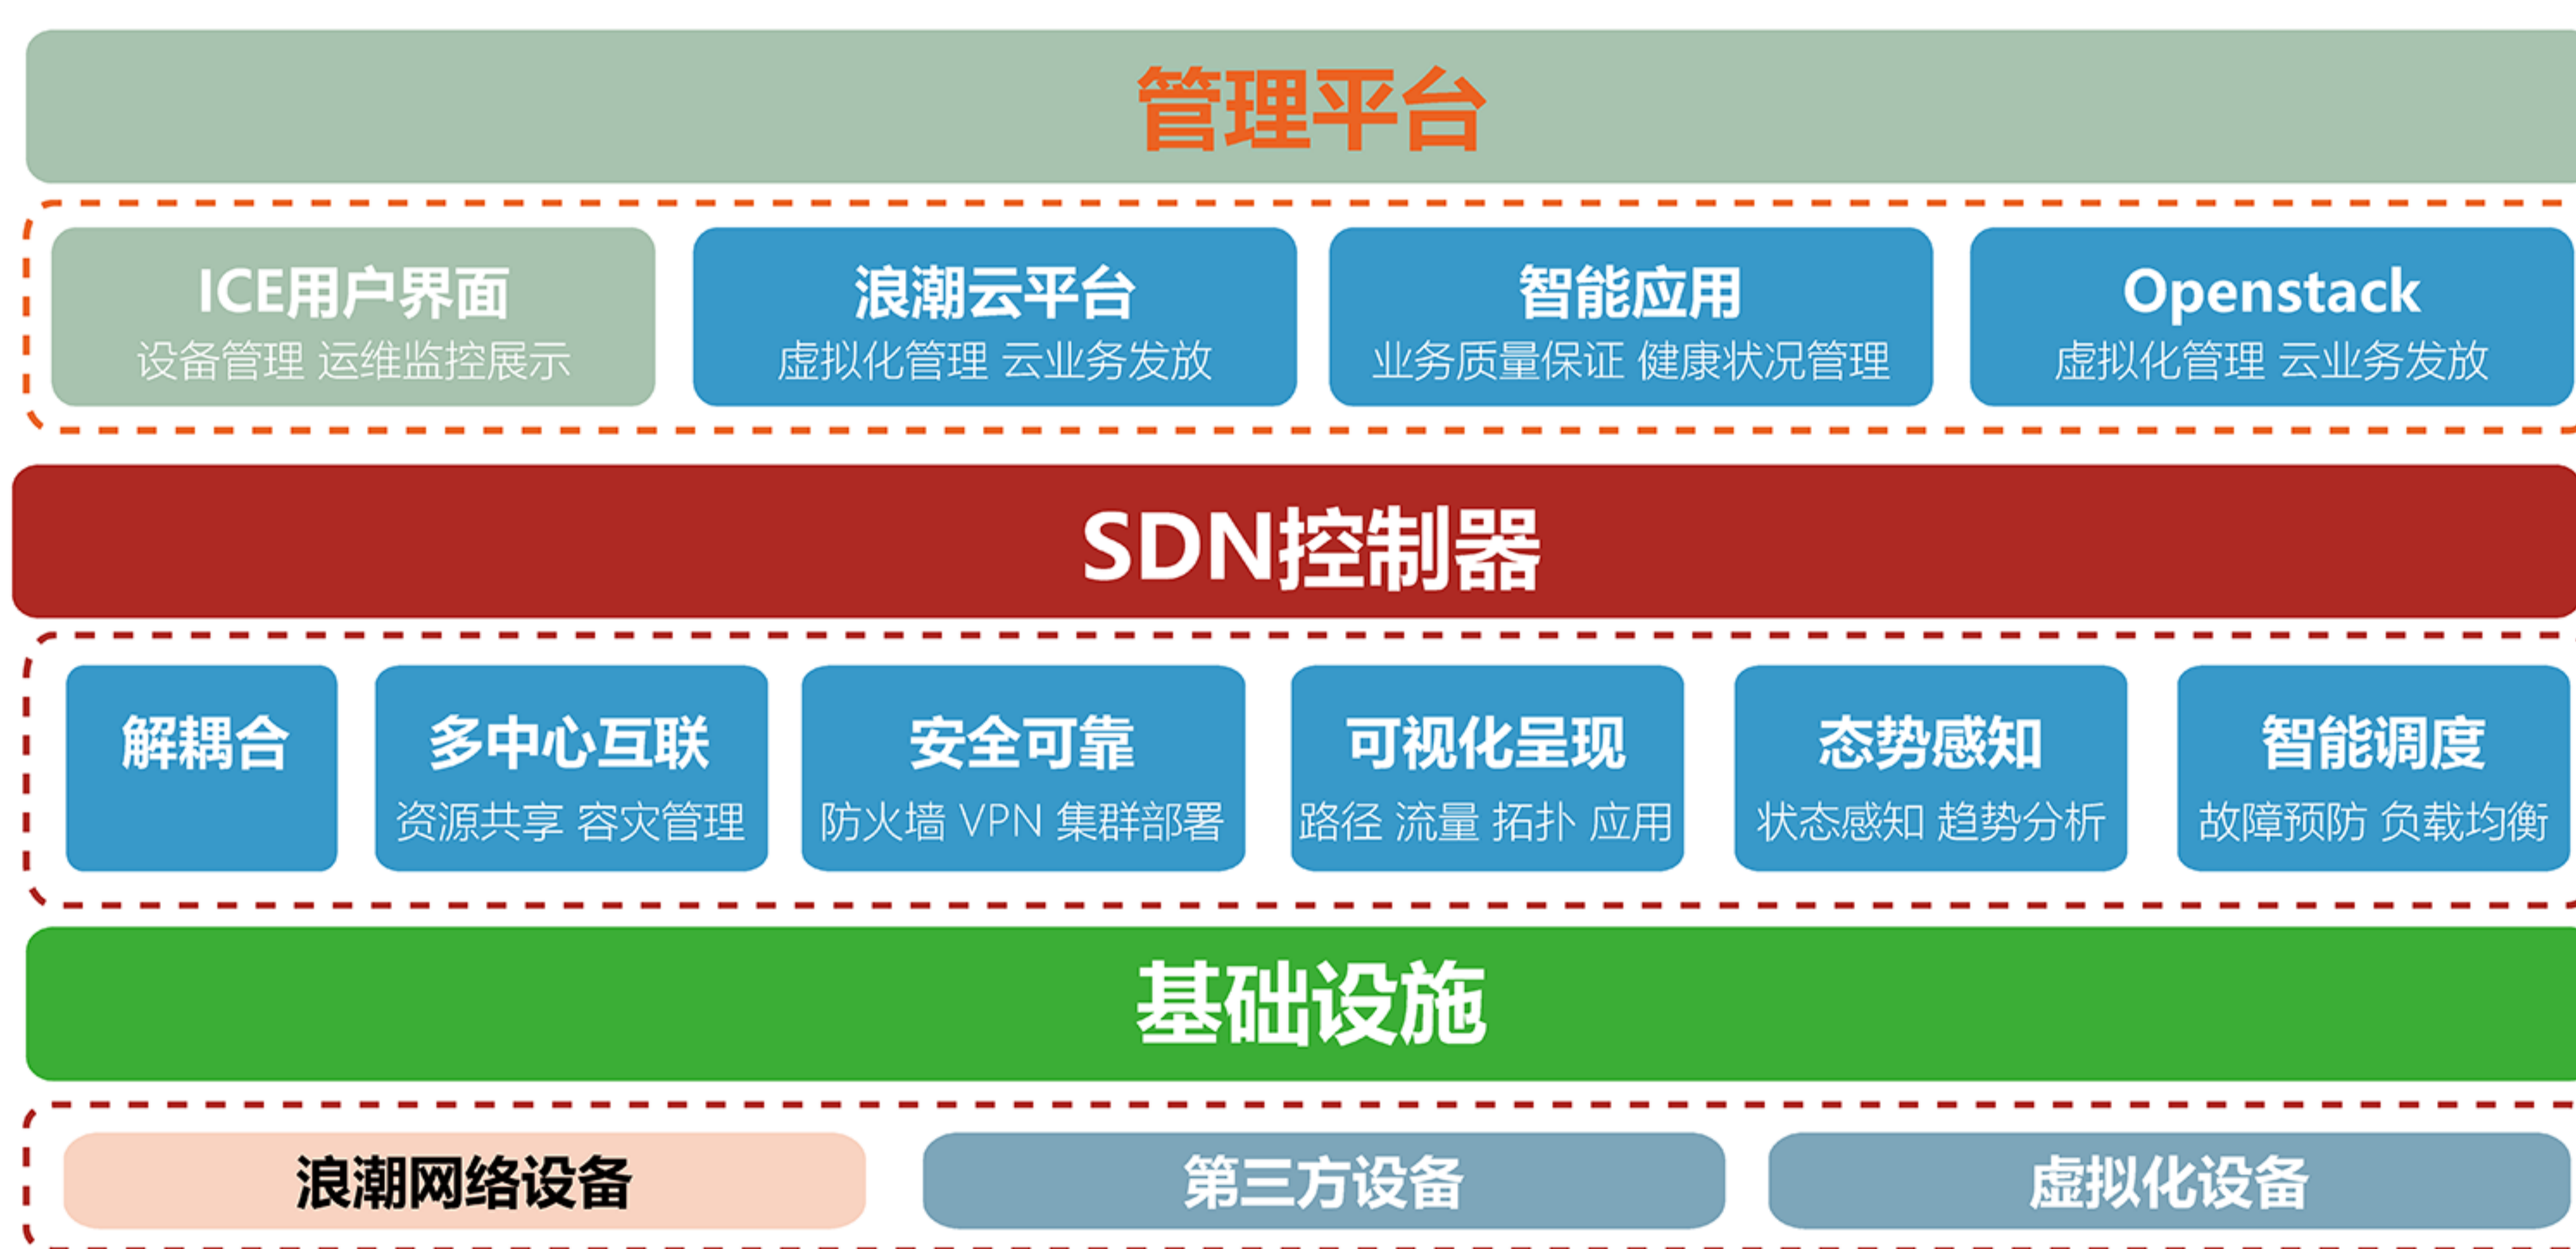 管理平台
ICE用户界面
设备管理 运维监控展示
浪潮云平台
虚拟化管理 云业务发放
智能应用
业务质量保证 健康状况管理
Openstack
虚拟化管理 云业务发放
SDN控制器
解耦合
多中心互联
资源共享 容灾管理
安全可靠
防火墙 VPN 集群部署
可视化呈现
路径 流量 拓扑 应用
态势感知
状态感知 趋势分析
智能调度
故障预防 负载均衡
基础设施
浪潮网络设备
第三方设备
虚拟化设备